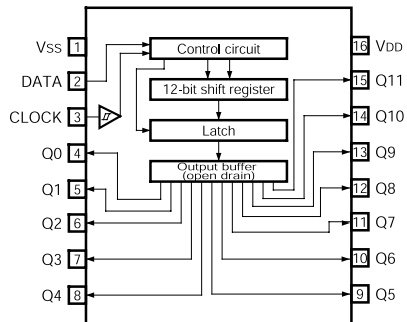 VSS 1
DATA 2
CLOCK 3
Q0 4
Q1 5
Q2 6
Q3 7
Q4 8
Control circuit
12-bit shift register
Latch
Output buffer
(open drain)
16 VDD
15 Q11
14 Q10
13 Q9
12 Q8
11 Q7
10 Q6
9 Q5